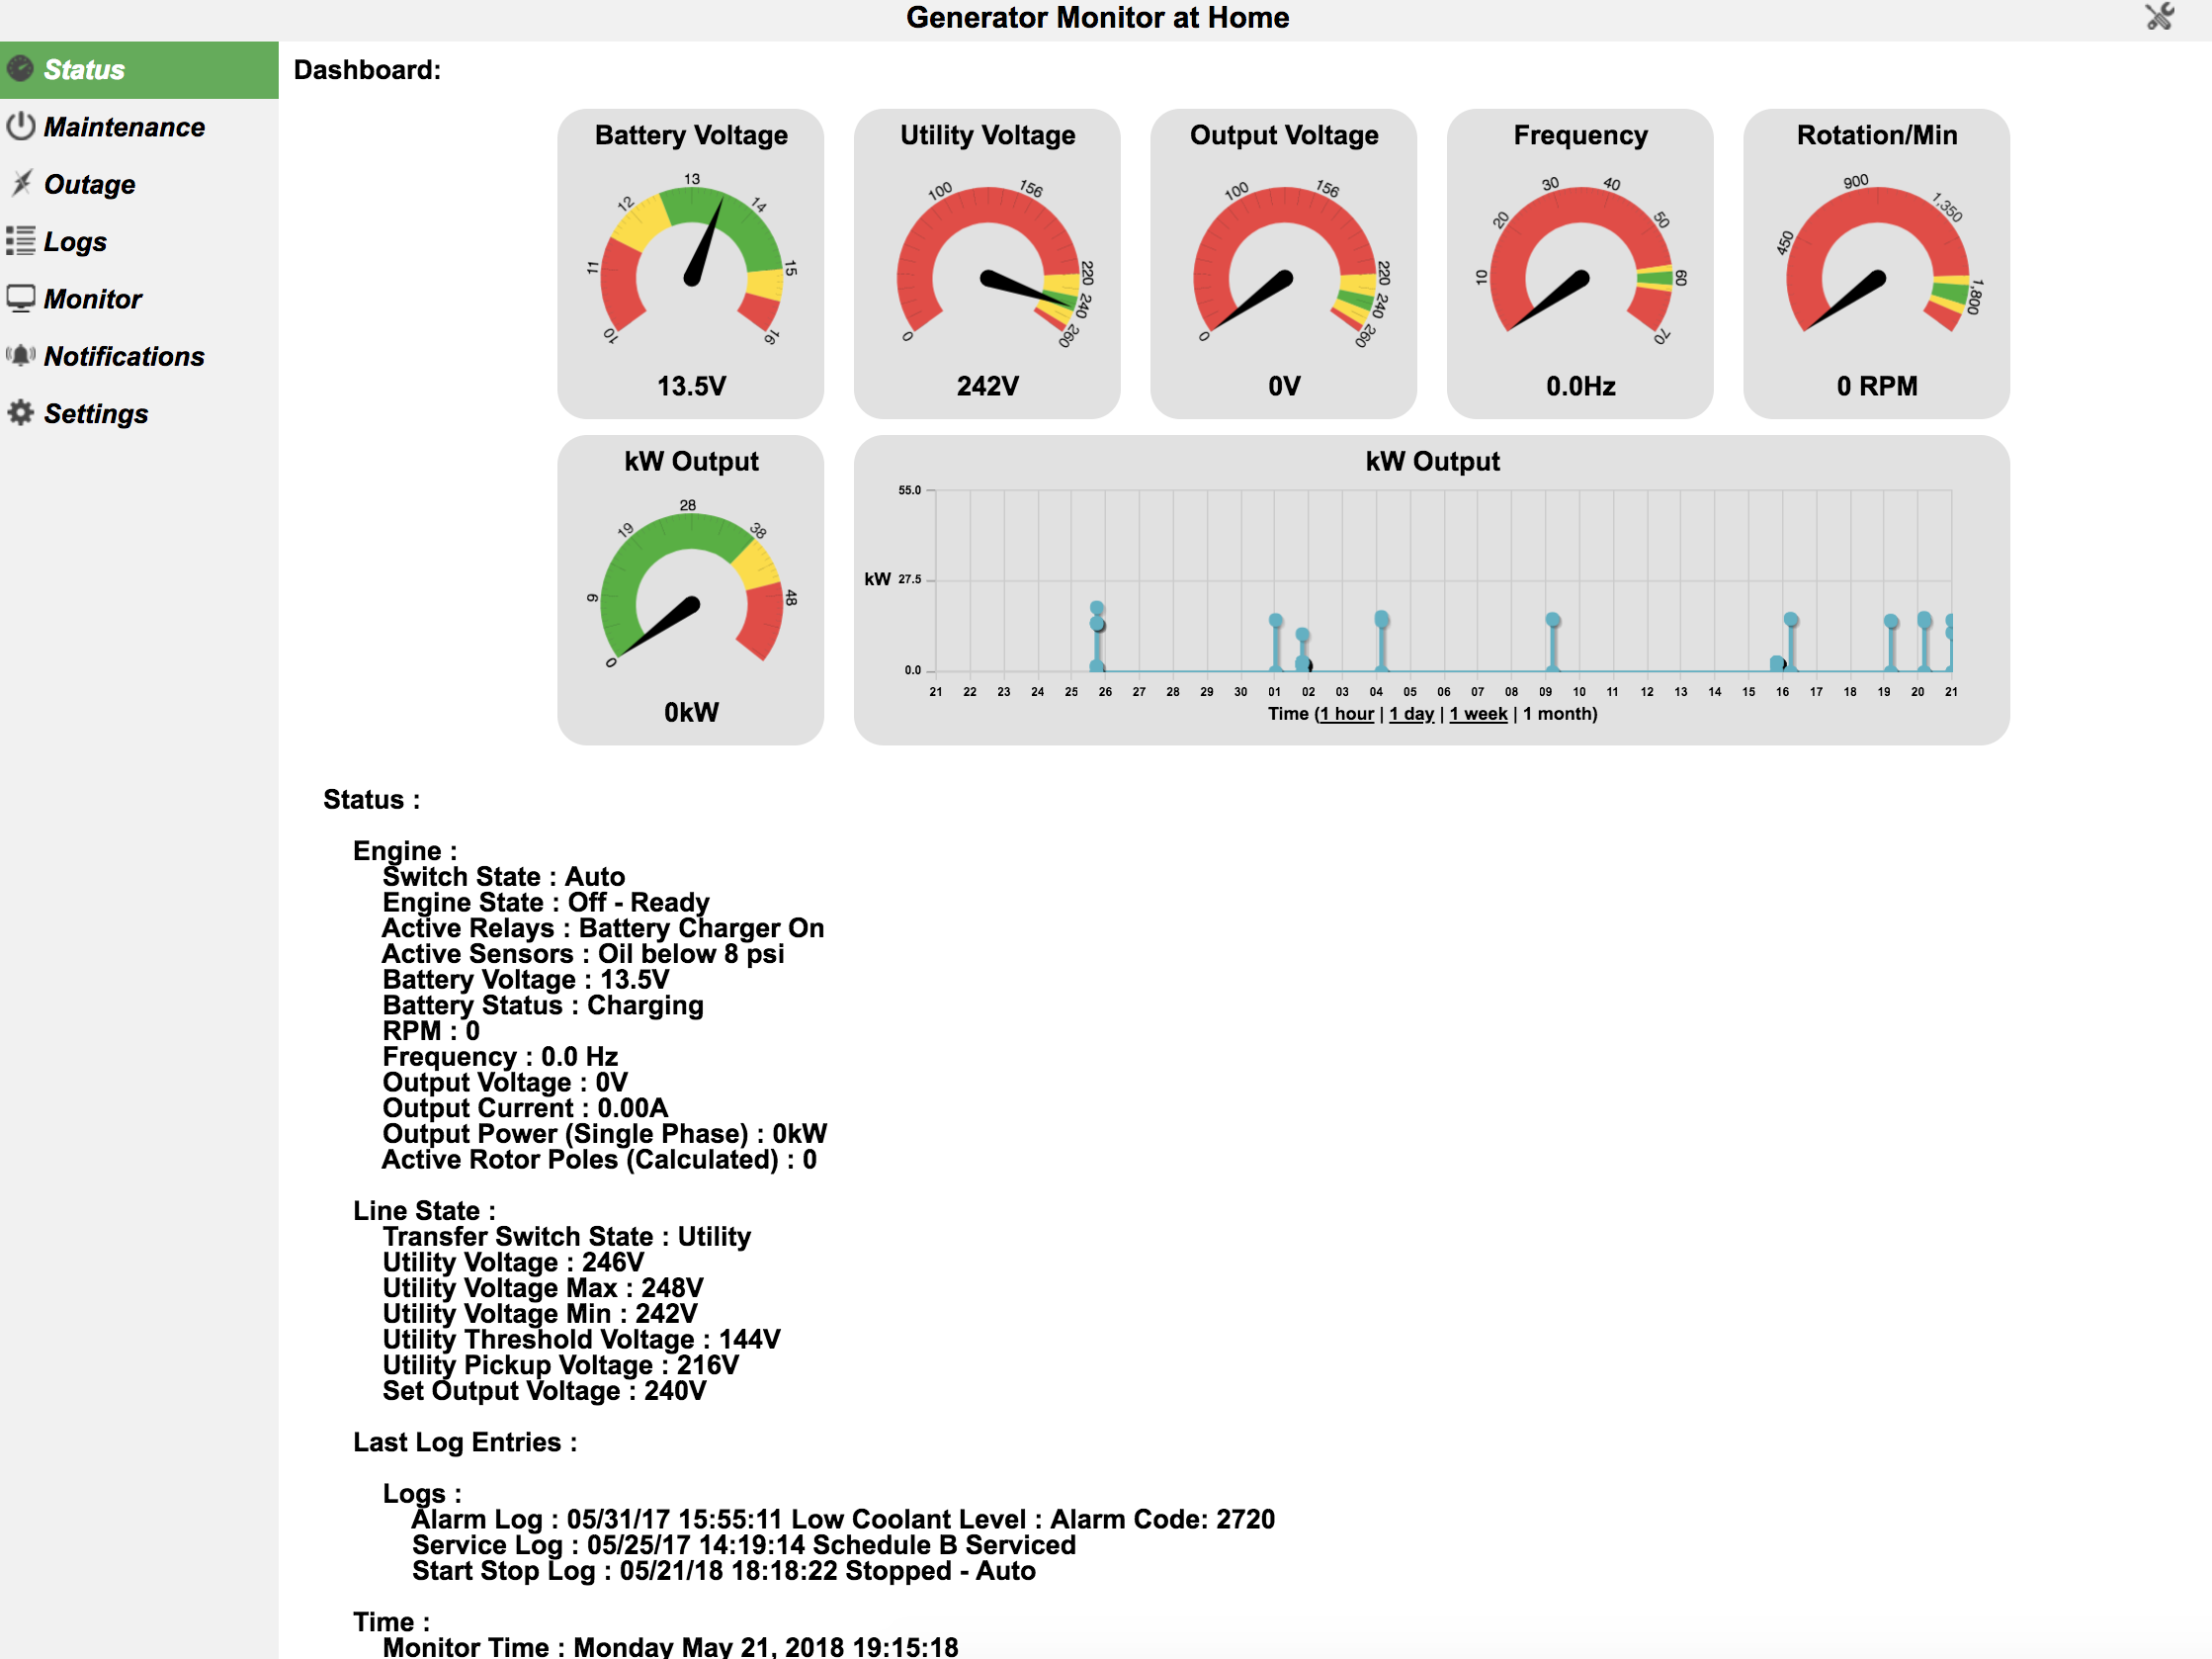 Generator Monitor at Home
Status
Maintenance
Outage
Logs
Monitor
Notifications
Settings
Dashboard:
Battery Voltage
10
11
12
13
14
15
16
13.5V
Utility Voltage
0
100
156
220
240
260
242V
Output Voltage
0
100
156
220
240
260
0V
Frequency
10
20
30
40
50
60
70
0.0Hz
Rotation/Min
450
900
1,350
1,800
0 RPM
kW Output
0
9
19
28
38
48
0kW
kW Output
55.0
kW 27.5
0.0
21 22 23 24 25 26 27 28 29 30 01 02 03 04 05 06 07 08 09 10 11 12 13 14 15 16 17 18 19 20 21
Time (1 hour | 1 day | 1 week | 1 month)
Status :
Engine :
Switch State : Auto
Engine State : Off - Ready
Active Relays : Battery Charger On
Active Sensors : Oil below 8 psi
Battery Voltage : 13.5V
Battery Status : Charging
RPM : 0
Frequency : 0.0 Hz
Output Voltage : 0V
Output Current : 0.00A
Output Power (Single Phase) : 0kW
Active Rotor Poles (Calculated) : 0
Line State :
Transfer Switch State : Utility
Utility Voltage : 246V
Utility Voltage Max : 248V
Utility Voltage Min : 242V
Utility Threshold Voltage : 144V
Utility Pickup Voltage : 216V
Set Output Voltage : 240V
Last Log Entries :
Logs :
Alarm Log : 05/31/17 15:55:11 Low Coolant Level : Alarm Code: 2720
Service Log : 05/25/17 14:19:14 Schedule B Serviced
Start Stop Log : 05/21/18 18:18:22 Stopped - Auto
Time :
Monitor Time : Monday May 21, 2018 19:15:18